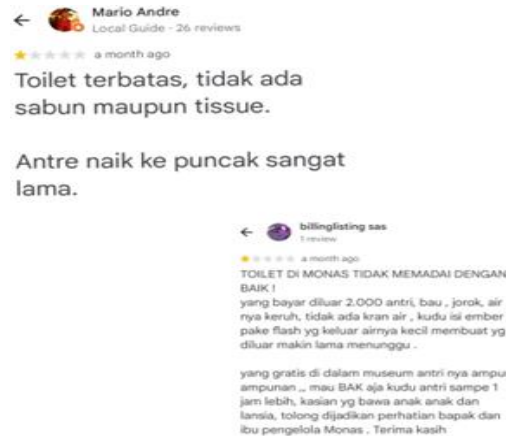 Mario Andre
Local Guide - 26 reviews
a month ago
Toilet terbatas, tidak ada
sabun maupun tissue.
Antre naik ke puncak sangat
lama.
billinglisting sas
1 review
a month ago
TOILET DI MONAS TIDAK MEMADAI DENGAN
BAIK !
yang bayar diluar 2.000 antri, bau , jorok, air
nya keruh, tidak ada kran air , kudu isi ember
pake flash yg keluar airnya kecil membuat yg
diluar makin lama menunggu .
yang gratis di dalam museum antri nya ampu
ampunan ,, mau BAK aja kudu antri sampe 1
jam lebih, kasian yg bawa anak anak dan
lansia, tolong dijadikan perhatian bapak dan
ibu pengelola Monas . Terima kasih